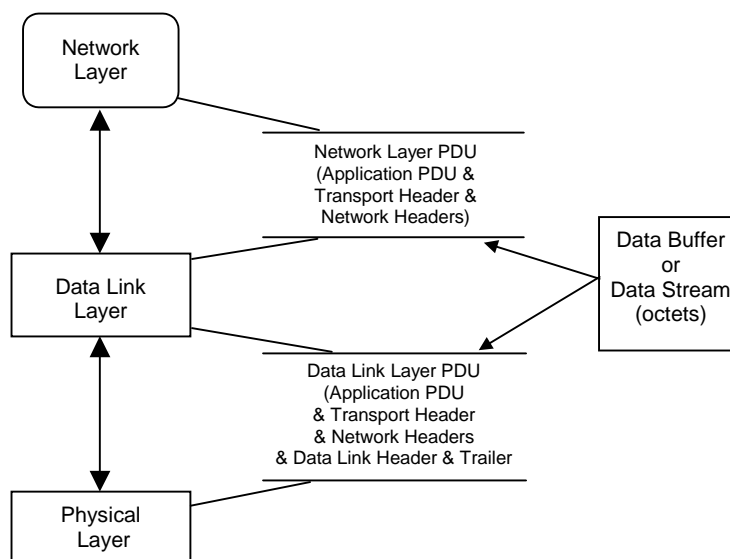 Network
Layer
Network Layer PDU
(Application PDU &
Transport Header &
Network Headers)
Data Buffer
or
Data Stream
(octets)
Data Link
Layer
Data Link Layer PDU
(Application PDU
& Transport Header
& Network Headers
& Data Link Header & Trailer
Physical
Layer